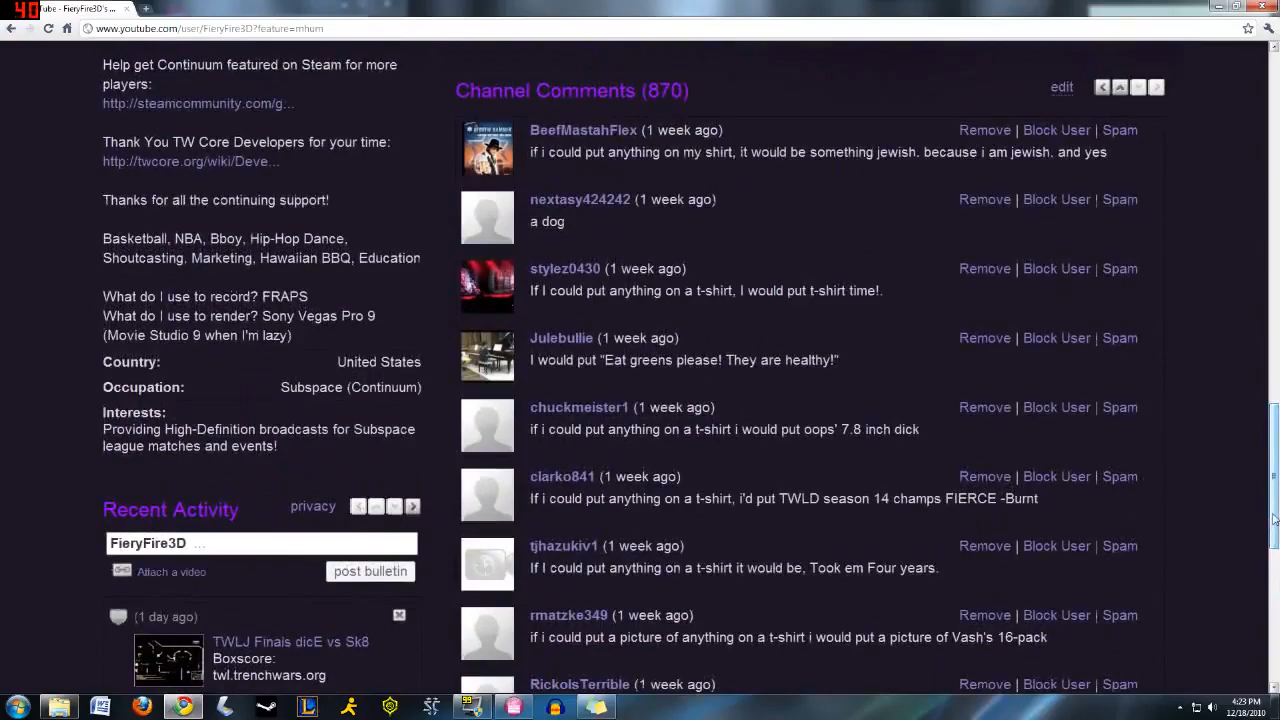 40
Tube - FieryFire3D's ...
www.youtube.com/user/FieryFire3D?feature=mhum
Help get Continuum featured on Steam for more
players:
http://steamcommunity.com/g...
Thank You TW Core Developers for your time:
http://twcore.org/wiki/Deve...
Thanks for all the continuing support!
Basketball, NBA, Bboy, Hip-Hop Dance,
Shoutcasting, Marketing, Hawaiian BBQ, Education
What do I use to record? FRAPS
What do I use to render? Sony Vegas Pro 9
(Movie Studio 9 when I'm lazy)
Country: United States
Occupation: Subspace (Continuum)
Interests:
Providing High-Definition broadcasts for Subspace
league matches and events!
Recent Activity privacy
FieryFire3D ...
Attach a video post bulletin
(1 day ago)
TWLJ Finals dicE vs Sk8
Boxscore:
twl.trenchwars.org
Channel Comments (870) edit
BeefMastahFlex (1 week ago) Remove | Block User | Spam
if i could put anything on my shirt, it would be something jewish. because i am jewish. and yes
nextasy424242 (1 week ago) Remove | Block User | Spam
a dog
stylez0430 (1 week ago) Remove | Block User | Spam
If I could put anything on a t-shirt, I would put t-shirt time!.
Julebullie (1 week ago) Remove | Block User | Spam
I would put "Eat greens please! They are healthy!"
chuckmeister1 (1 week ago) Remove | Block User | Spam
if i could put anything on a t-shirt i would put oops' 7.8 inch dick
clarko841 (1 week ago) Remove | Block User | Spam
If i could put anything on a t-shirt, i'd put TWLD season 14 champs FIERCE -Burnt
tjhazukiv1 (1 week ago) Remove | Block User | Spam
If I could put anything on a t-shirt it would be, Took em Four years.
rmatzke349 (1 week ago) Remove | Block User | Spam
if i could put a picture of anything on a t-shirt i would put a picture of Vash's 16-pack
RickoIsTerrible (1 week ago) Remove | Block User | Spam
99
4:23 PM
12/18/2010